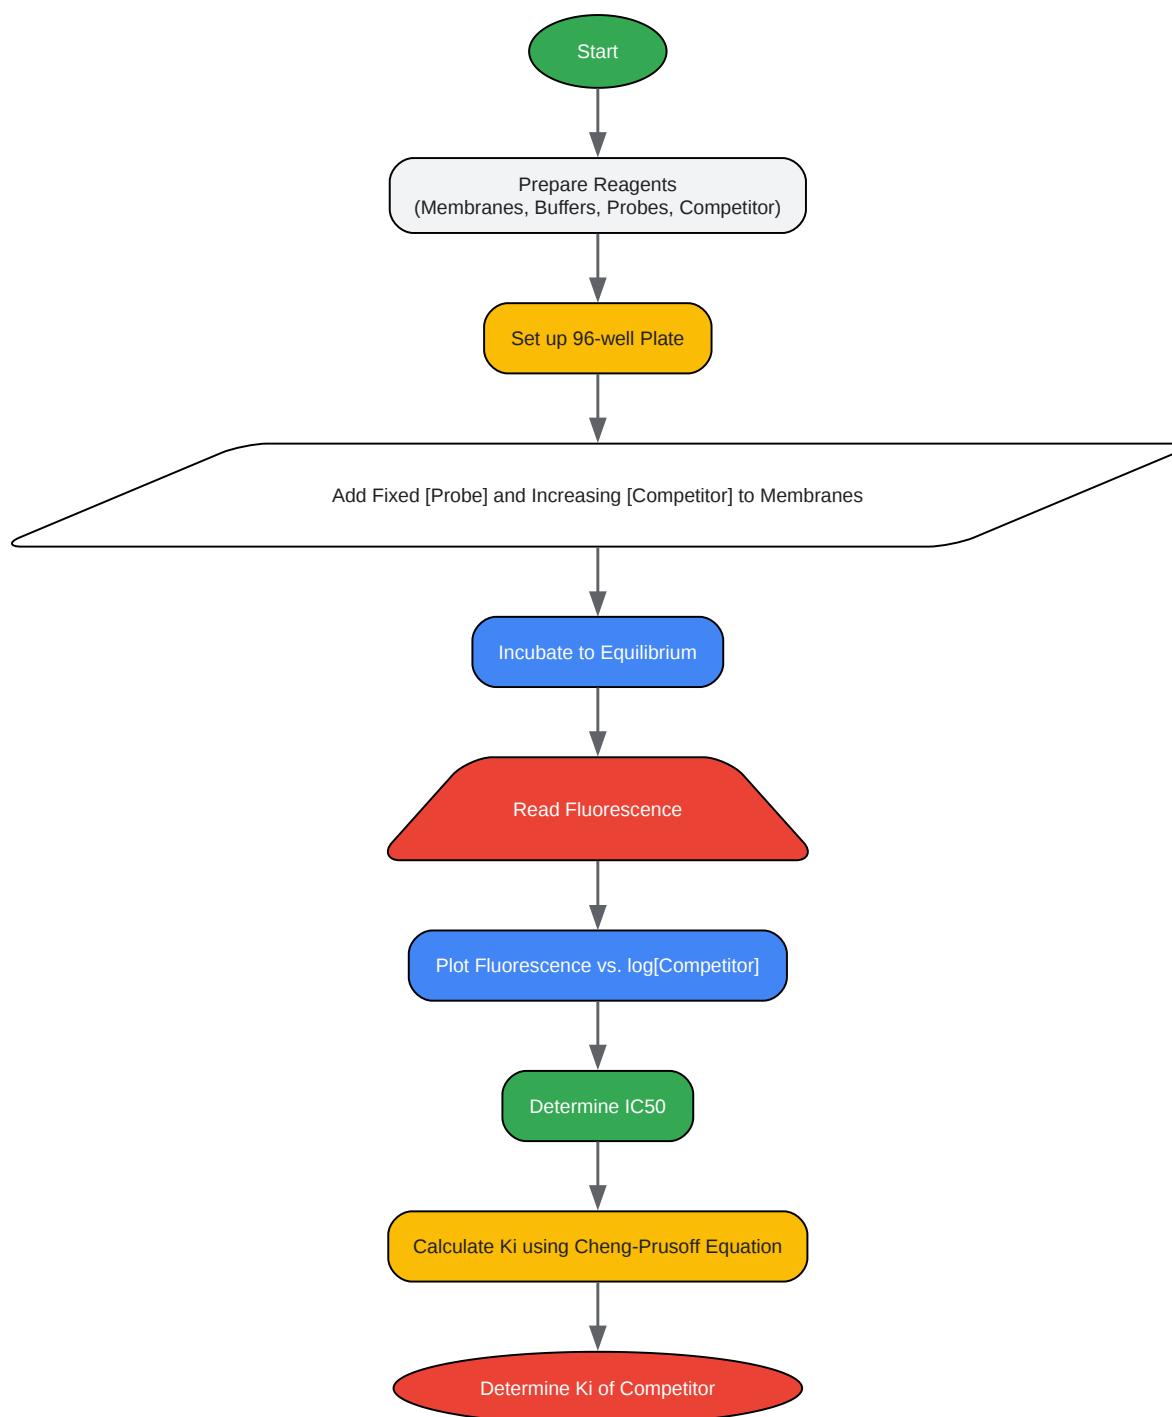 Start
Prepare Reagents
(Membranes, Buffers, Probes, Competitor)
Set up 96-well Plate
Add Fixed [Probe] and Increasing [Competitor] to Membranes
Incubate to Equilibrium
Read Fluorescence
Plot Fluorescence vs. log[Competitor]
Determine IC50
Calculate Ki using Cheng-Prusoff Equation
Determine Ki of Competitor